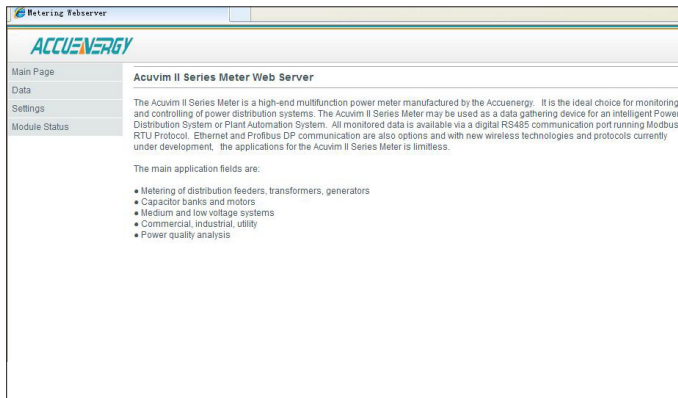 Metering Webserver
ACCUENERGY
Main Page
Data
Settings
Module Status
Acuvim II Series Meter Web Server
The Acuvim II Series Meter is a high-end multifunction power meter manufactured by the Accuenergy. It is the ideal choice for monitoring
and controlling of power distribution systems. The Acuvim II Series Meter may be used as a data gathering device for an intelligent Power
Distribution System or Plant Automation System. All monitored data is available via a digital RS485 communication port running Modbus
RTU Protocol. Ethernet and Profibus DP communication are also options and with new wireless technologies and protocols currently
under development, the applications for the Acuvim II Series Meter is limitless.
The main application fields are:
● Metering of distribution feeders, transformers, generators
● Capacitor banks and motors
● Medium and low voltage systems
● Commercial, industrial, utility
● Power quality analysis